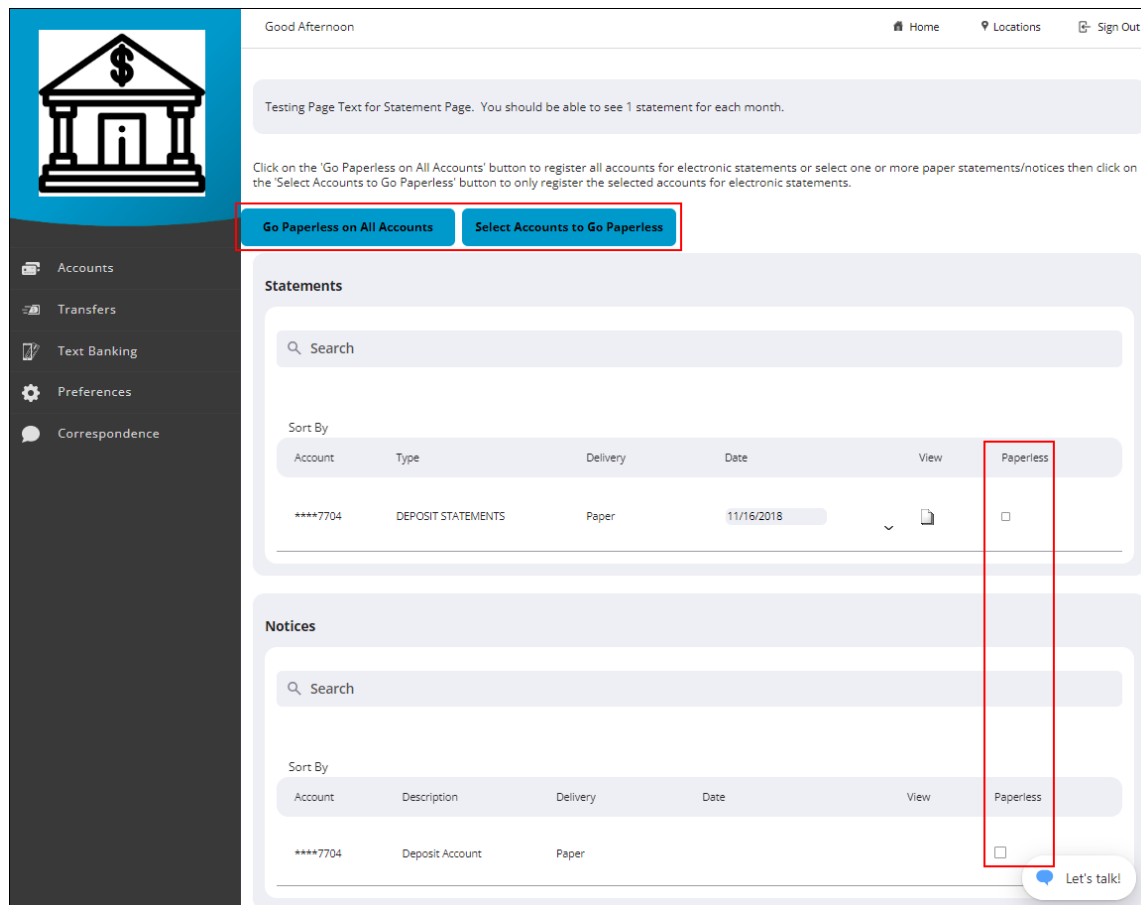 Good Afternoon
Home
Locations
Sign Out
$
i
Testing Page Text for Statement Page. You should be able to see 1 statement for each month.
Click on the 'Go Paperless on All Accounts' button to register all accounts for electronic statements or select one or more paper statements/notices then click on
the 'Select Accounts to Go Paperless' button to only register the selected accounts for electronic statements.
Go Paperless on All Accounts
Select Accounts to Go Paperless
Accounts
Transfers
Text Banking
Preferences
Correspondence
Statements
Search
Sort By
Account Type Delivery Date View Paperless
****7704 DEPOSIT STATEMENTS Paper 11/16/2018
Notices
Search
Sort By
Account Description Delivery Date View Paperless
****7704 Deposit Account Paper
Let's talk!